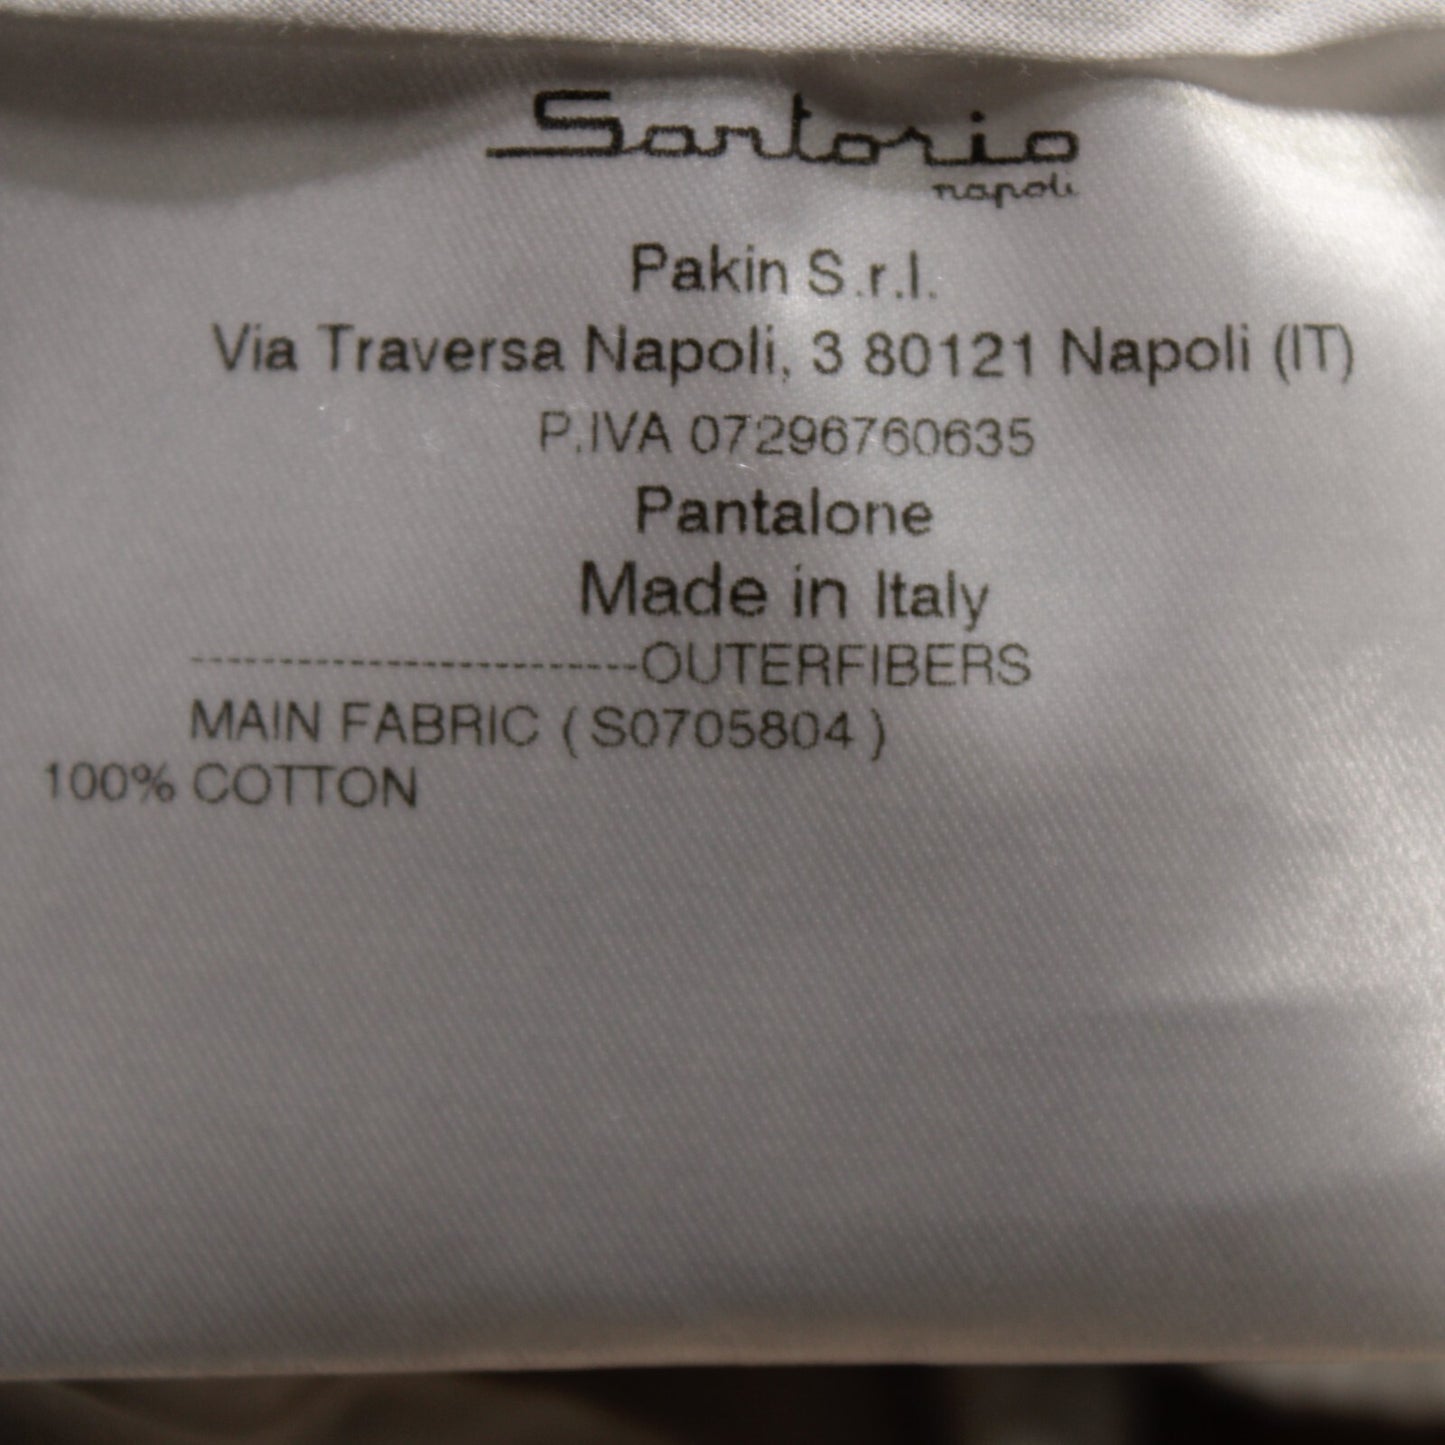 Sartorio
napoli
Pakin S.r.l.
Via Traversa Napoli, 3 80121 Napoli (IT)
P.IVA 07296760635
Pantalone
Made in Italy
-------------------------OUTERFIBERS
MAIN FABRIC ( S0705804 )
100% COTTON